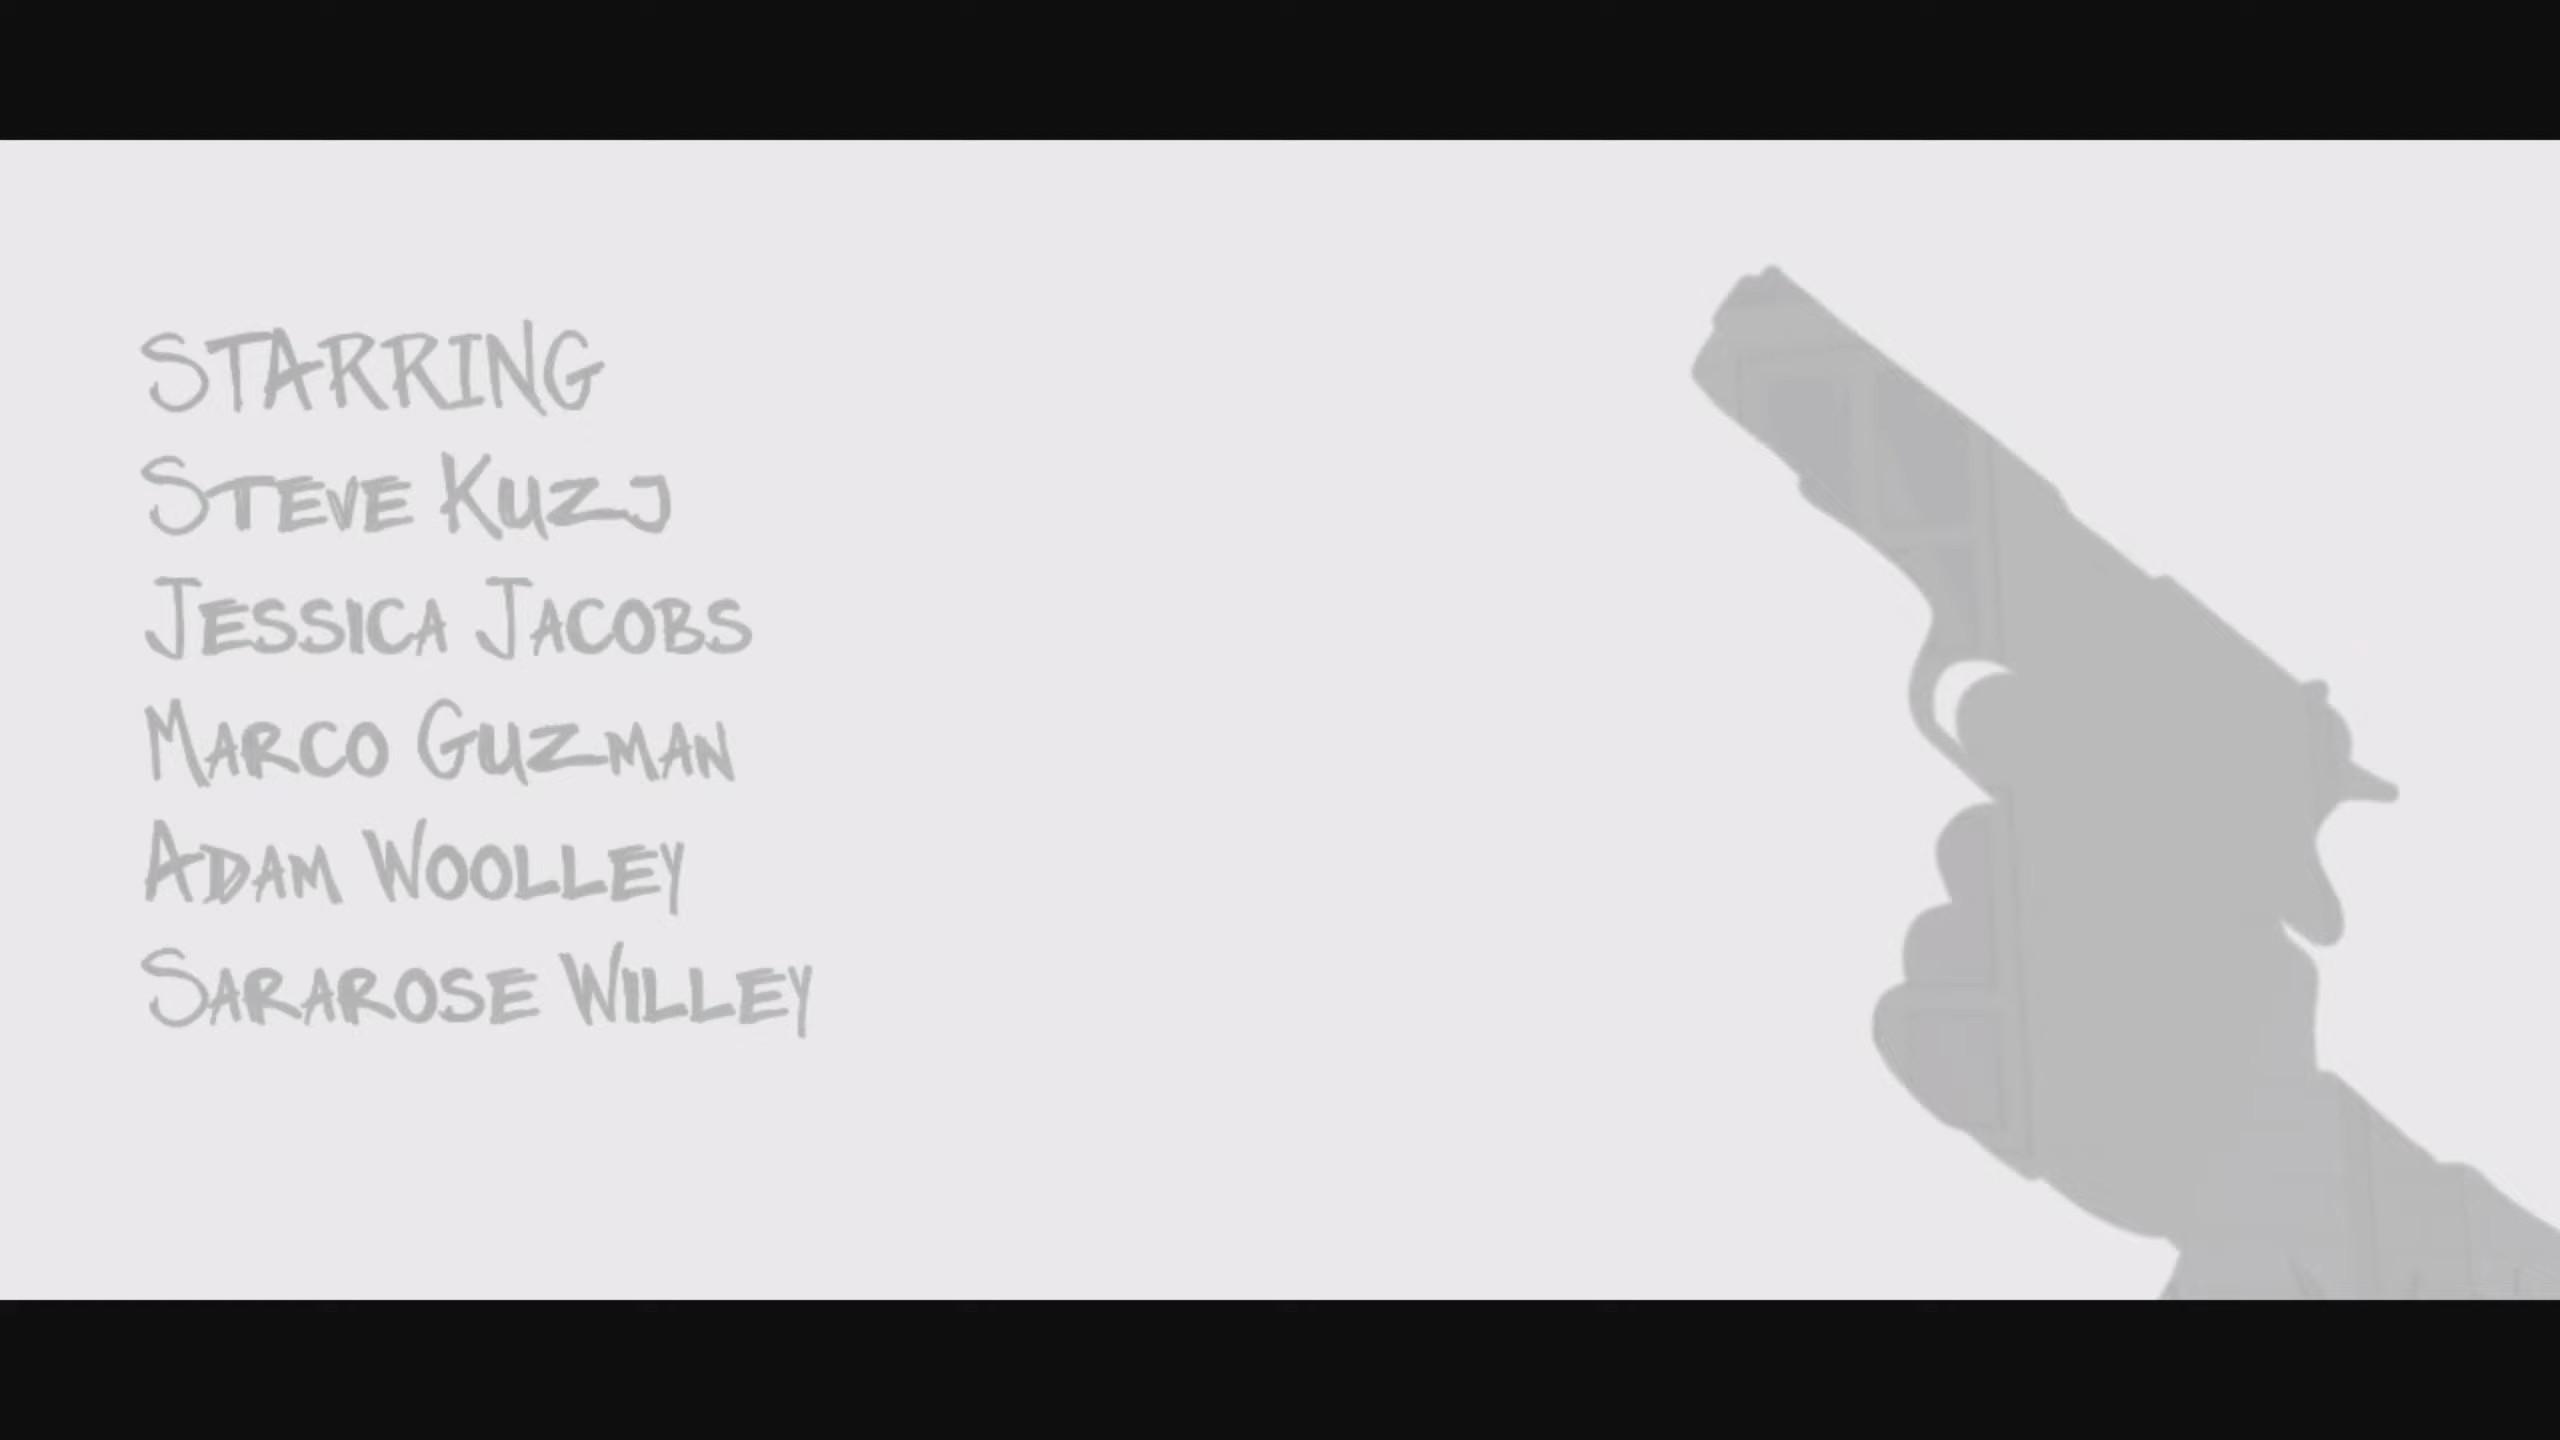 STARRING
STEVE KUZJ
JESSICA JACOBS
MARCO GUZMAN
ADAM WOOLLEY
SARAROSE WILLEY